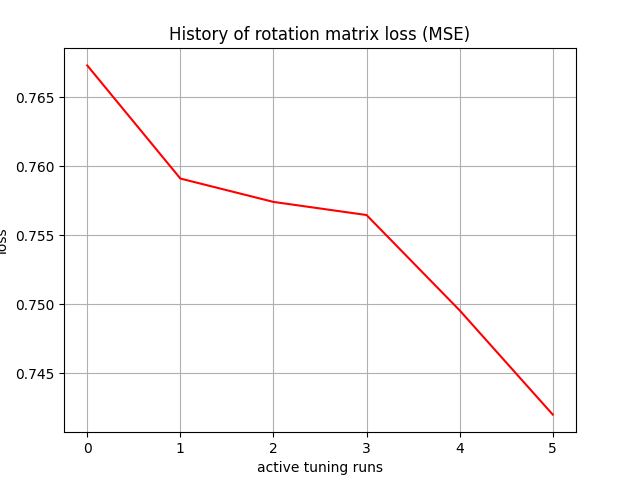 History of rotation matrix loss (MSE)
0.765
0.760
0.755
0.750
0.745
loss
0 1 2 3 4 5
active tuning runs